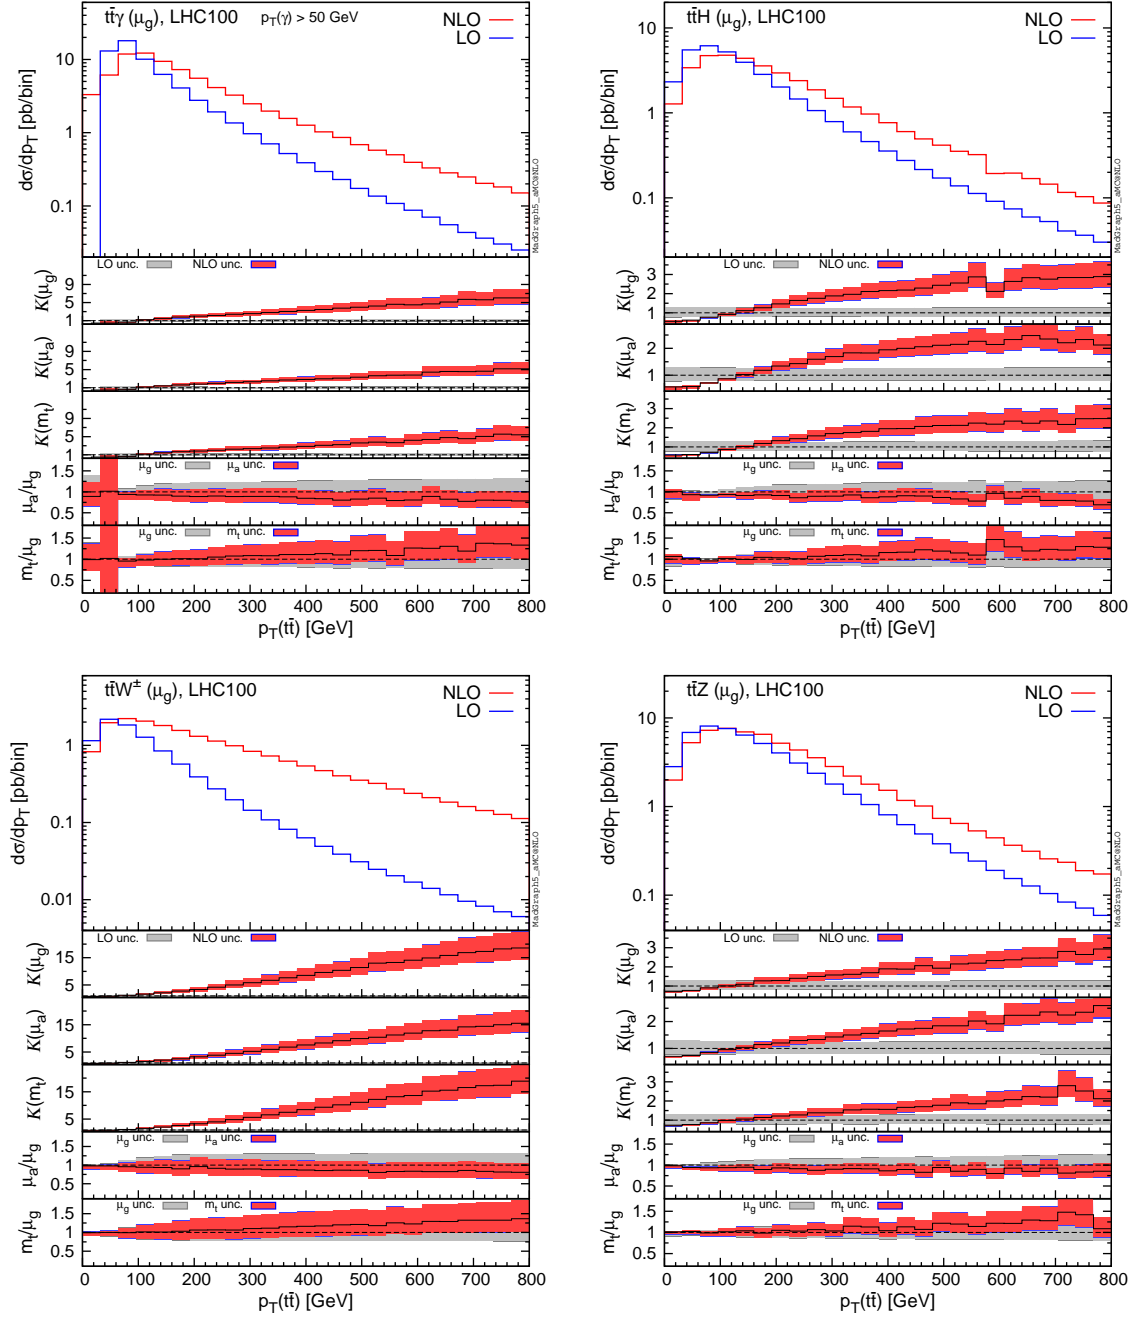 tt̄γ (μg), LHC100 pT(γ) > 50 GeV
NLO
LO
10
1
0.1
dσ/dpT [pb/bin]
MadGraph5_aMC@NLO
LO unc. NLO unc.
9
5
1
K(μg)
9
5
1
K(μa)
9
5
1
K(mt)
μg unc. μa unc.
1.5
1
0.5
μa/μg
μg unc. mt unc.
1.5
1
0.5
mt/μg
0 100 200 300 400 500 600 700 800
pT(tt̄) [GeV]
tt̄H (μg), LHC100
NLO
LO
10
1
0.1
dσ/dpT [pb/bin]
MadGraph5_aMC@NLO
LO unc. NLO unc.
3
2
1
K(μg)
2
1
K(μa)
3
2
1
K(mt)
μg unc. μa unc.
1.5
1
0.5
μa/μg
μg unc. mt unc.
1.5
1
0.5
mt/μg
0 100 200 300 400 500 600 700 800
pT(tt̄) [GeV]
tt̄W± (μg), LHC100
NLO
LO
1
0.1
0.01
dσ/dpT [pb/bin]
MadGraph5_aMC@NLO
LO unc. NLO unc.
15
5
K(μg)
15
5
K(μa)
15
5
K(mt)
μg unc. μa unc.
1.5
1
0.5
μa/μg
μg unc. mt unc.
1.5
1
0.5
mt/μg
0 100 200 300 400 500 600 700 800
pT(tt̄) [GeV]
tt̄Z (μg), LHC100
NLO
LO
10
1
0.1
dσ/dpT [pb/bin]
MadGraph5_aMC@NLO
LO unc. NLO unc.
3
2
1
K(μg)
2
1
K(μa)
3
2
1
K(mt)
μg unc. μa unc.
1.5
1
0.5
μa/μg
μg unc. mt unc.
1.5
1
0.5
mt/μg
0 100 200 300 400 500 600 700 800
pT(tt̄) [GeV]